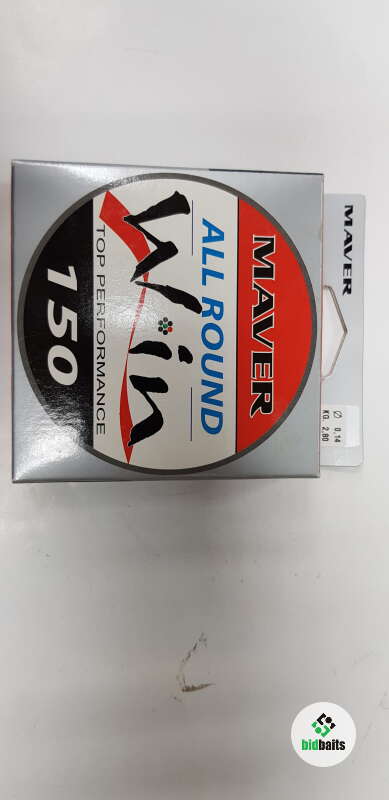 MAVER
Ø 0,14
KG. 2,80
MAVER
ALL ROUND
Win
TOP PERFORMANCE
150
bidbaits